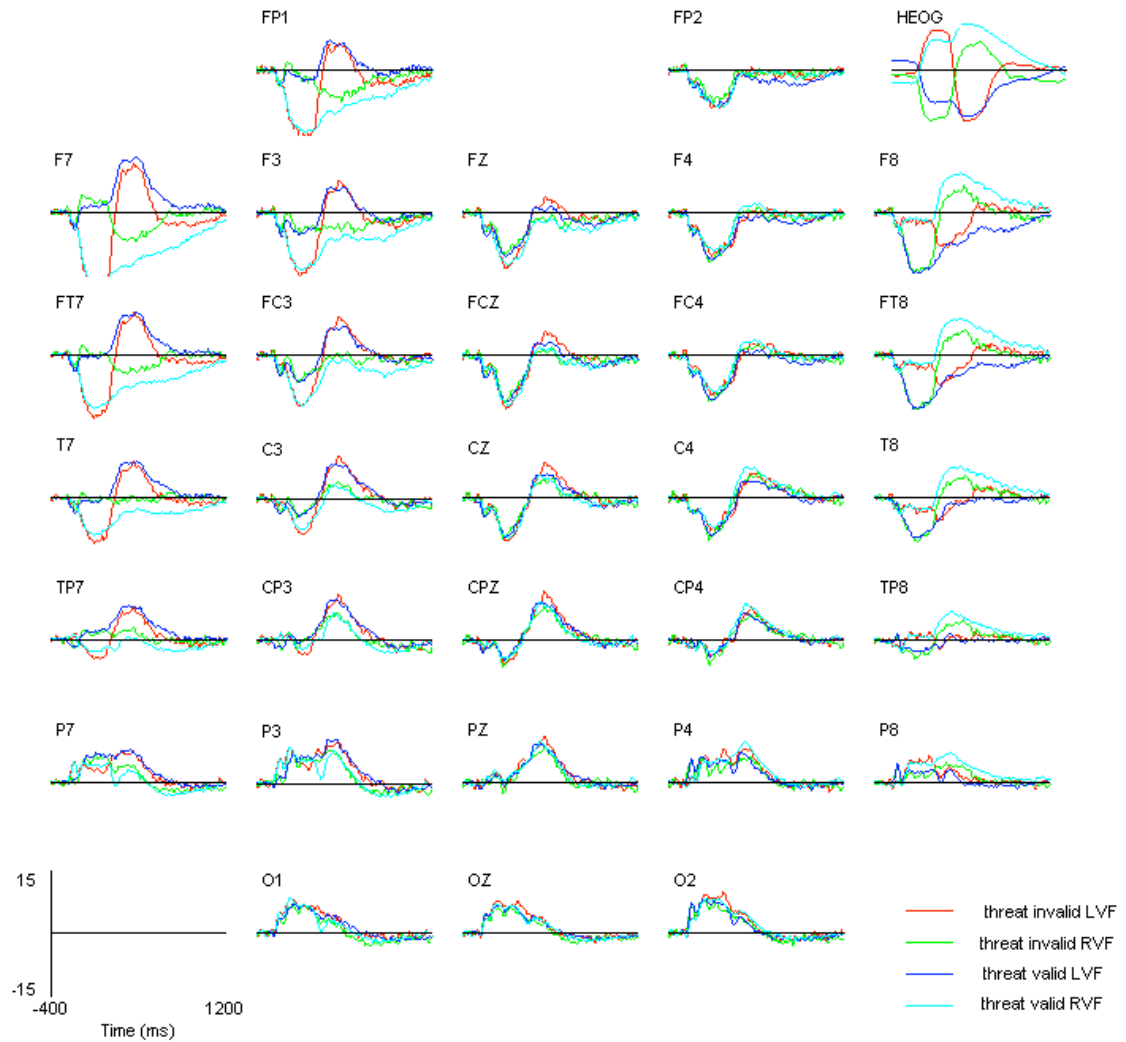 FP1 FP2 HEOG
F7 F3 FZ F4 F8
FT7 FC3 FCZ FC4 FT8
T7 C3 CZ C4 T8
TP7 CP3 CPZ CP4 TP8
P7 P3 PZ P4 P8
15 O1 OZ O2
threat invalid LVF
threat invalid RVF
threat valid LVF
-15
threat valid RVF
-400 1200
Time (ms)